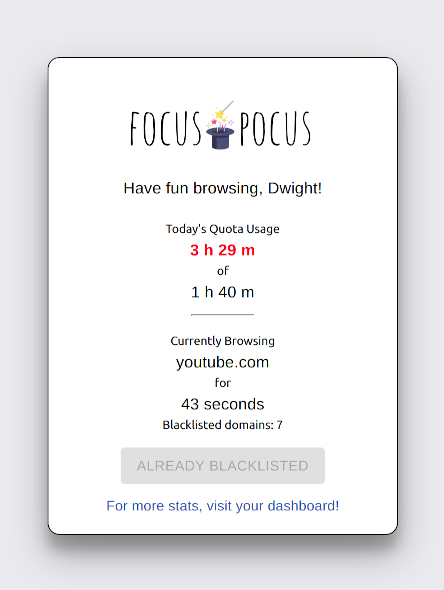 FOCUS POCUS
Have fun browsing, Dwight!
Today's Quota Usage
3 h 29 m
of
1 h 40 m
Currently Browsing
youtube.com
for
43 seconds
Blacklisted domains: 7
ALREADY BLACKLISTED
For more stats, visit your dashboard!